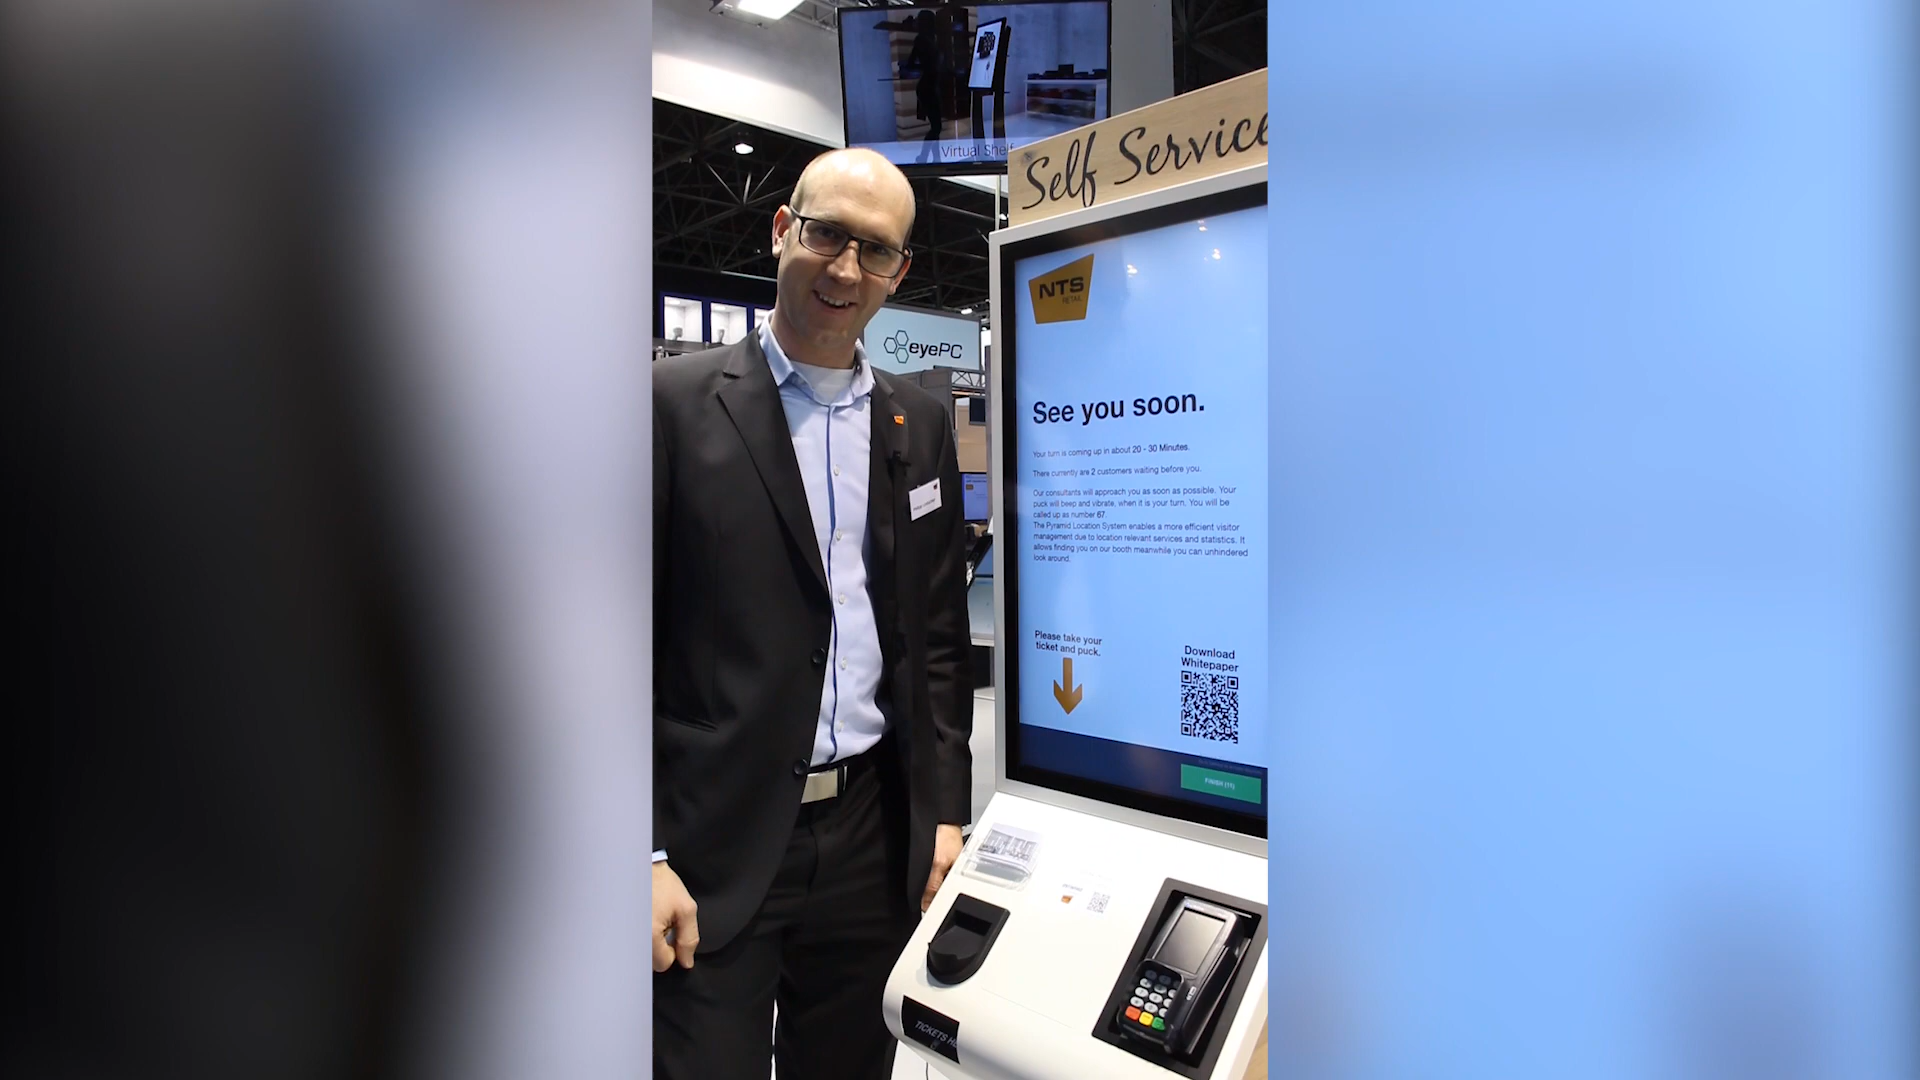 Virtual Shelf
Self Service
NTS
RETAIL
eyePC
See you soon.
Your turn is coming up in about 20 - 30 Minutes.
There currently are 2 customers waiting before you.
Our consultants will approach you as soon as possible. Your
puck will beep and vibrate, when it is your turn. You will be
called up as number 67.
The Pyramid Location System enables a more efficient visitor
management due to location relevant services and statistics. It
allows finding you on our booth meanwhile you can unhindered
look around.
Please take your
ticket and puck.
Download
Whitepaper
FINISH (11)
TICKETS